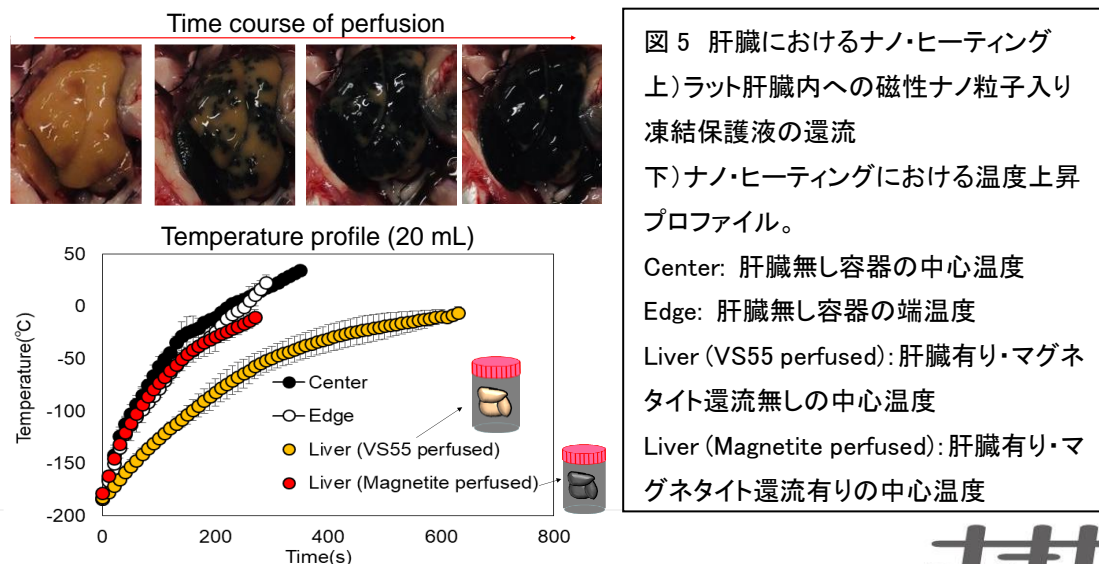 Time course of perfusion
Temperature profile (20 mL)
50
0
-50
-100
-150
-200
Temperature(℃)
Center
Edge
Liver (VS55 perfused)
Liver (Magnetite perfused)
0
200
400
600
800
Time(s)
図 5 肝臓におけるナノ・ヒーティング
上)ラット肝臓内への磁性ナノ粒子入り
凍結保護液の還流
下)ナノ・ヒーティングにおける温度上昇
プロファイル。
Center: 肝臓無し容器の中心温度
Edge: 肝臓無し容器の端温度
Liver (VS55 perfused): 肝臓有り・マグネ
タイト還流無しの中心温度
Liver (Magnetite perfused): 肝臓有り・マ
グネタイト還流有りの中心温度